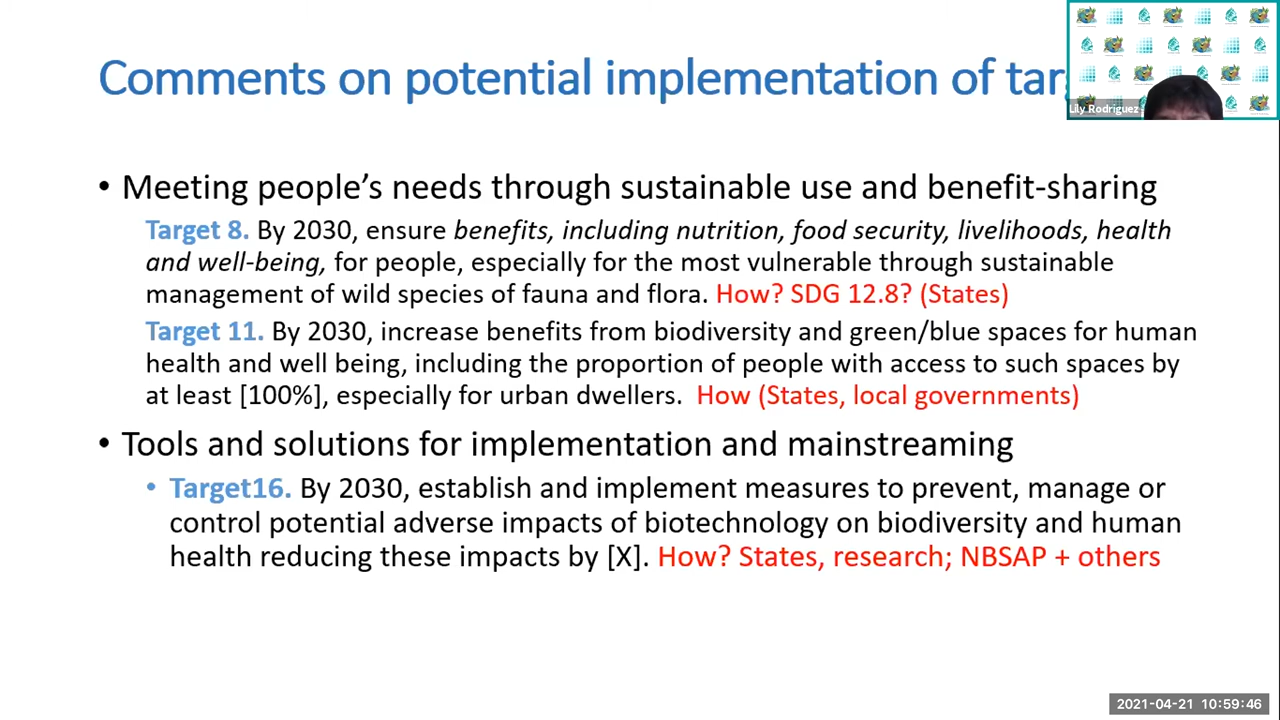 Comments on potential implementation of tar
Lily Rodriguez
• Meeting people's needs through sustainable use and benefit-sharing
Target 8. By 2030, ensure benefits, including nutrition, food security, livelihoods, health
and well-being, for people, especially for the most vulnerable through sustainable
management of wild species of fauna and flora. How? SDG 12.8? (States)
Target 11. By 2030, increase benefits from biodiversity and green/blue spaces for human
health and well being, including the proportion of people with access to such spaces by
at least [100%], especially for urban dwellers. How (States, local governments)
• Tools and solutions for implementation and mainstreaming
• Target16. By 2030, establish and implement measures to prevent, manage or
control potential adverse impacts of biotechnology on biodiversity and human
health reducing these impacts by [X]. How? States, research; NBSAP + others
2021-04-21 10:59:46